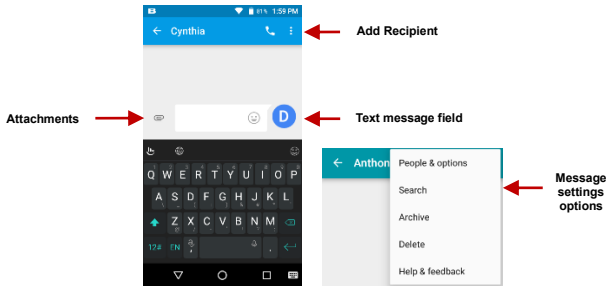 81% 1:59 PM
Cynthia
Add Recipient
Attachments
D
Text message field
Q W E R T Y U I O P
A S D F G H J K L
Z X C V B N M
12# EN ,
Anthon
People & options
Search
Archive
Delete
Help & feedback
Message
settings
options